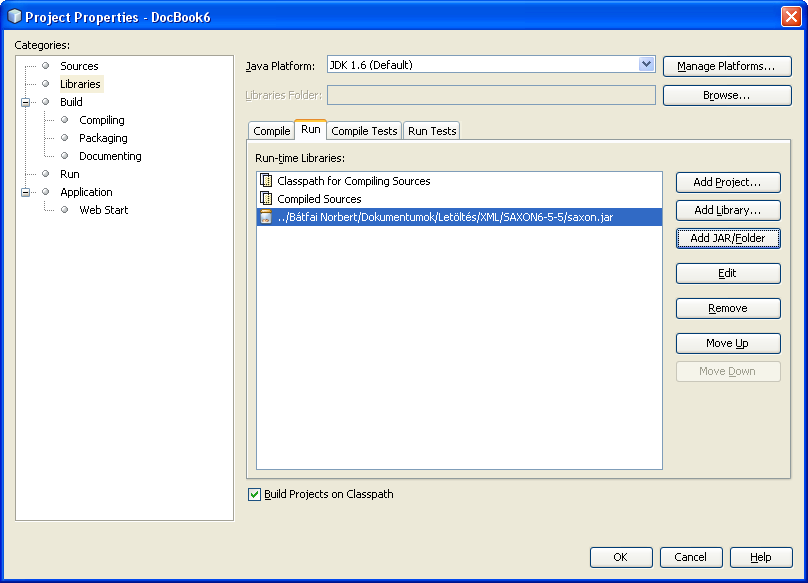 Project Properties - DocBook6
Categories:
Sources
Libraries
Build
Compiling
Packaging
Documenting
Run
Application
Web Start
Java Platform:
JDK 1.6 (Default)
Manage Platforms...
Libraries Folder:
Browse...
Compile
Run
Compile Tests
Run Tests
Run-time Libraries:
Classpath for Compiling Sources
Compiled Sources
../Bátfai Norbert/Dokumentumok/Letöltés/XML/SAXON6-5-5/saxon.jar
Add Project...
Add Library...
Add JAR/Folder
Edit
Remove
Move Up
Move Down
Build Projects on Classpath
OK
Cancel
Help